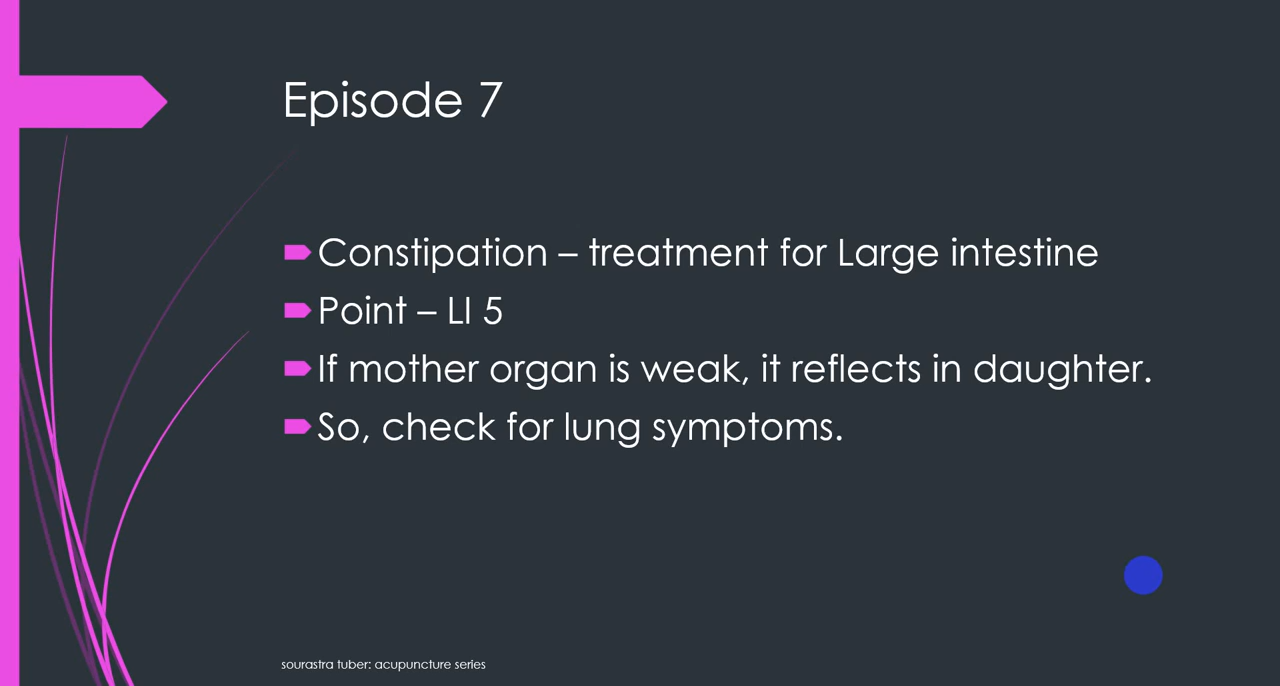 Episode 7
Constipation – treatment for Large intestine
Point – LI 5
If mother organ is weak, it reflects in daughter.
So, check for lung symptoms.
sourastra tuber: acupuncture series